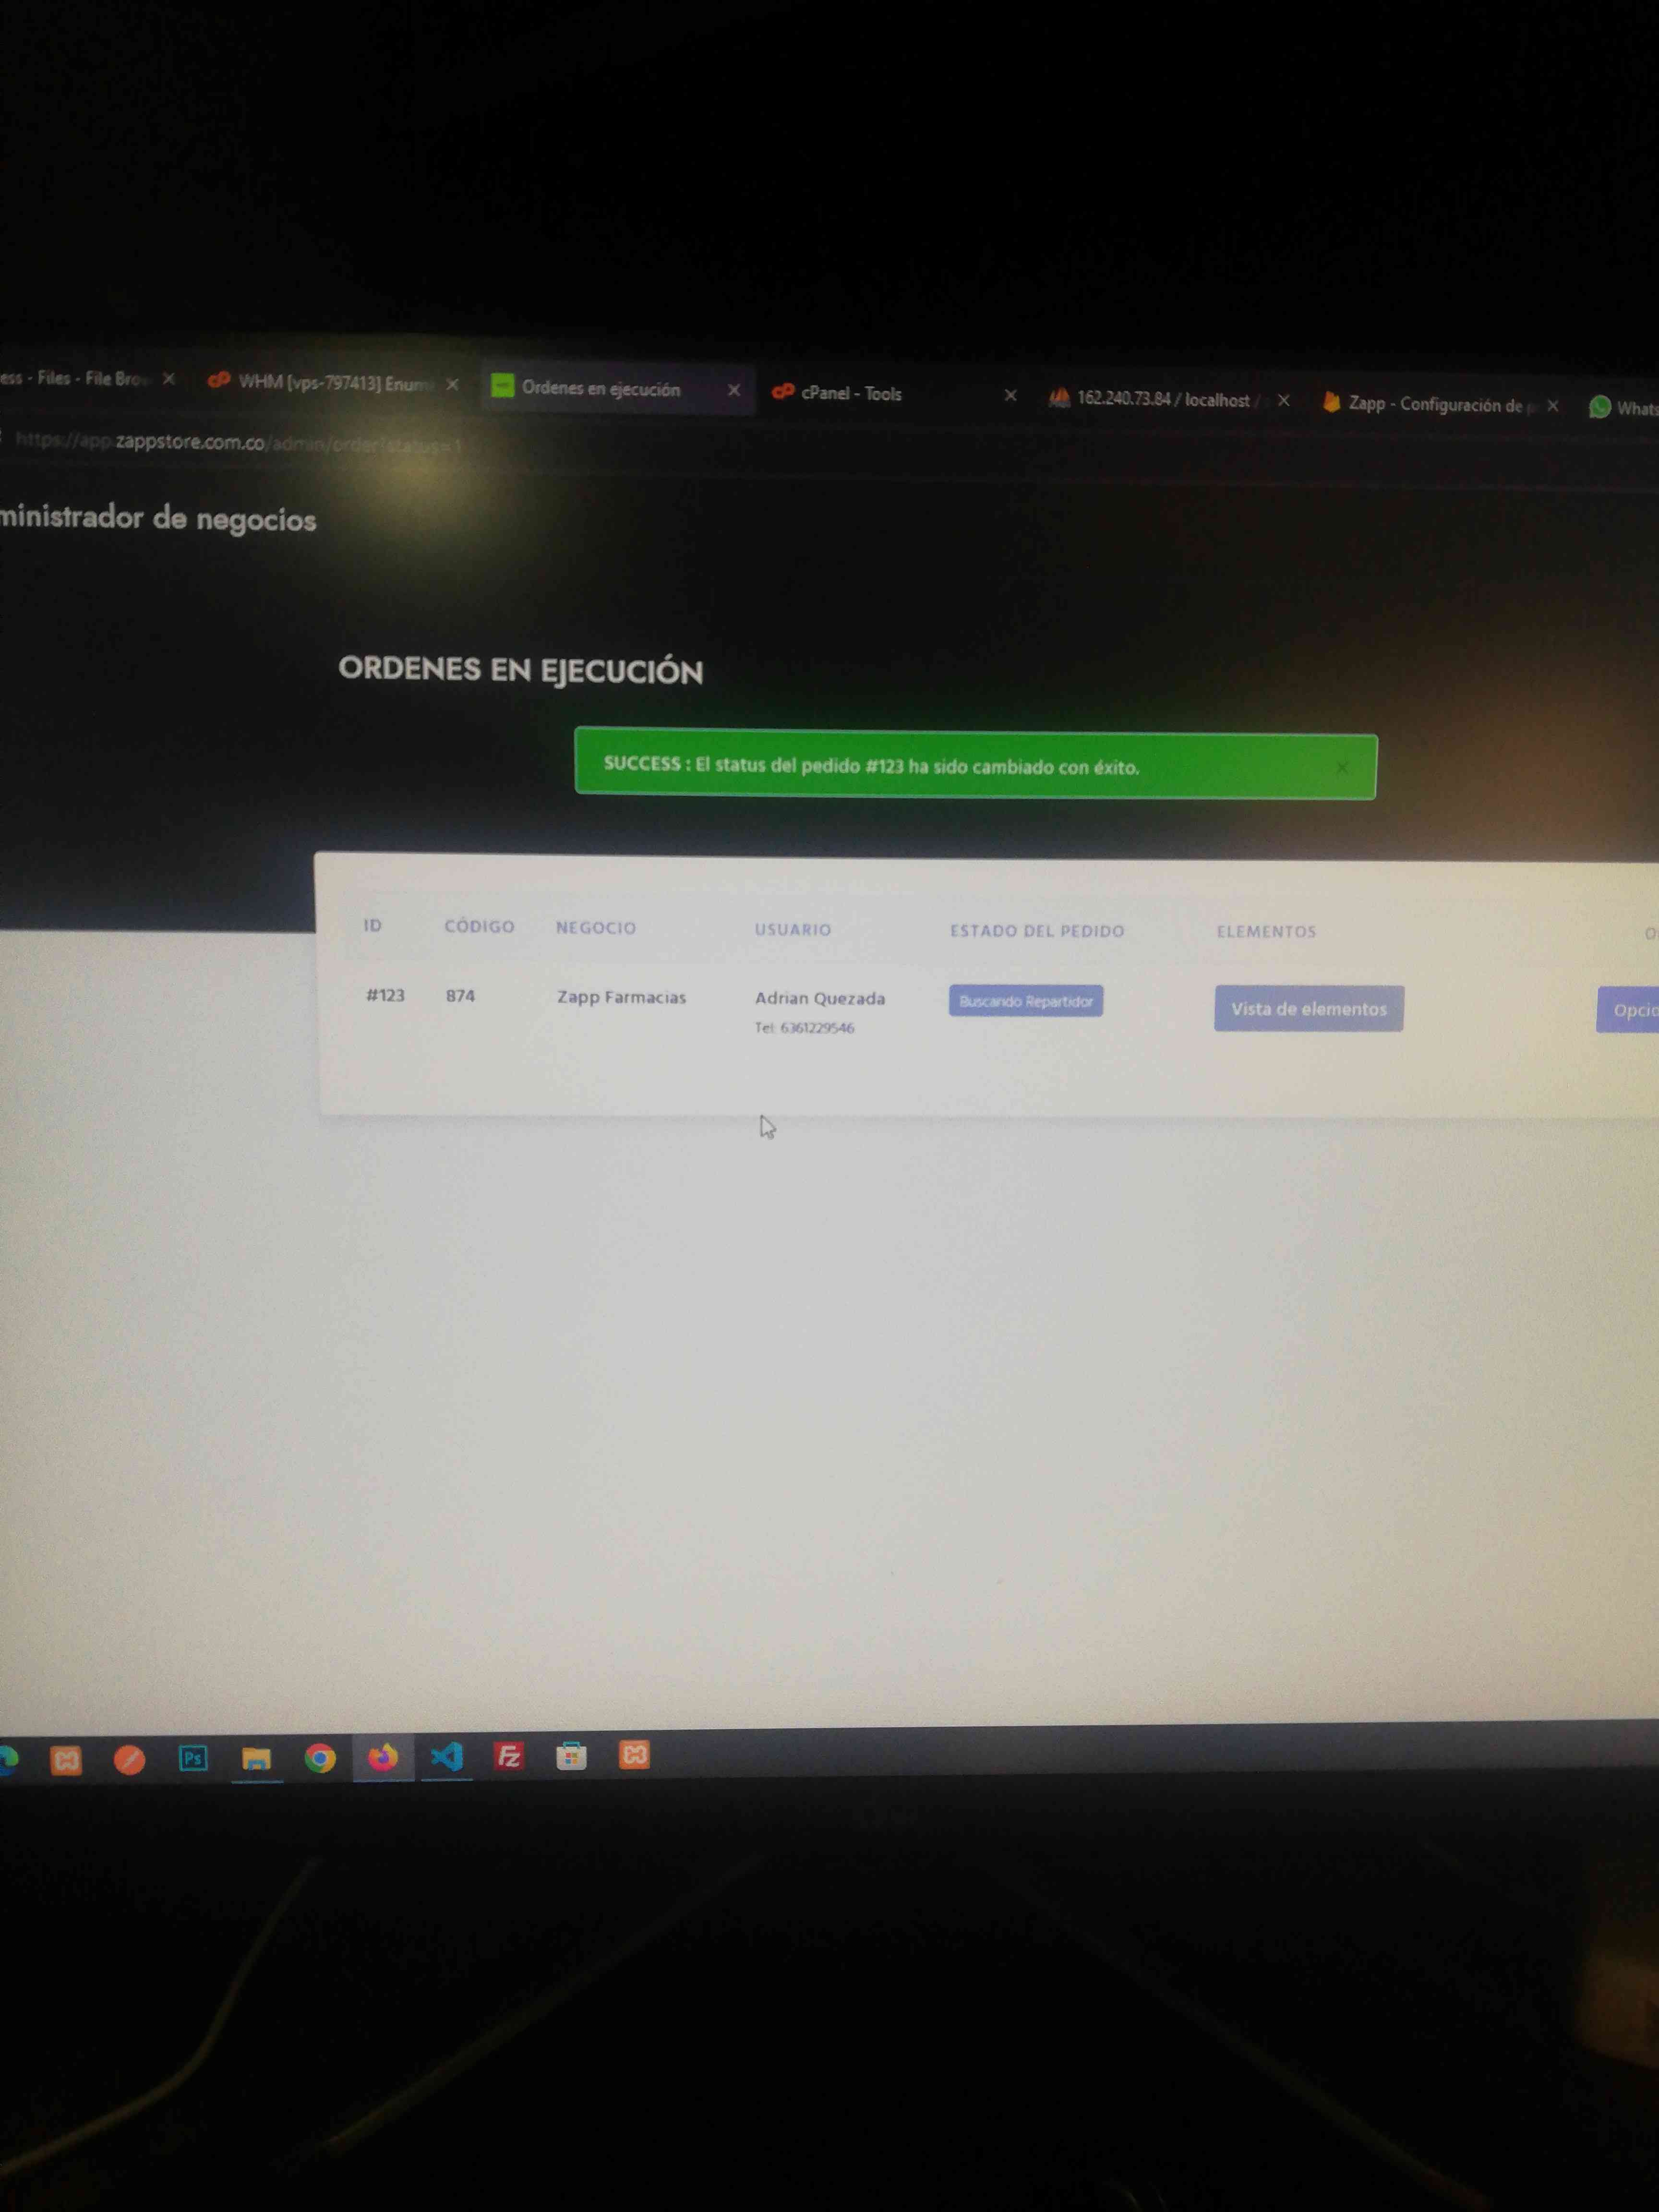 ess - Files - File Bro
WHM [vps-797413] Enum
Ordenes en ejecución
cPanel - Tools
162.240.73.84 / localhost /
Zapp - Configuración de p
Whats
https://app.zappstore.com.co/admin/order?status=1
ministrador de negocios
ORDENES EN EJECUCIÓN
SUCCESS : El status del pedido #123 ha sido cambiado con éxito.
ID CÓDIGO NEGOCIO USUARIO ESTADO DEL PEDIDO ELEMENTOS O
#123 874 Zapp Farmacias Adrian Quezada Buscando Repartidor Vista de elementos Opcio
Tel: 6361229546
Ps
Fz